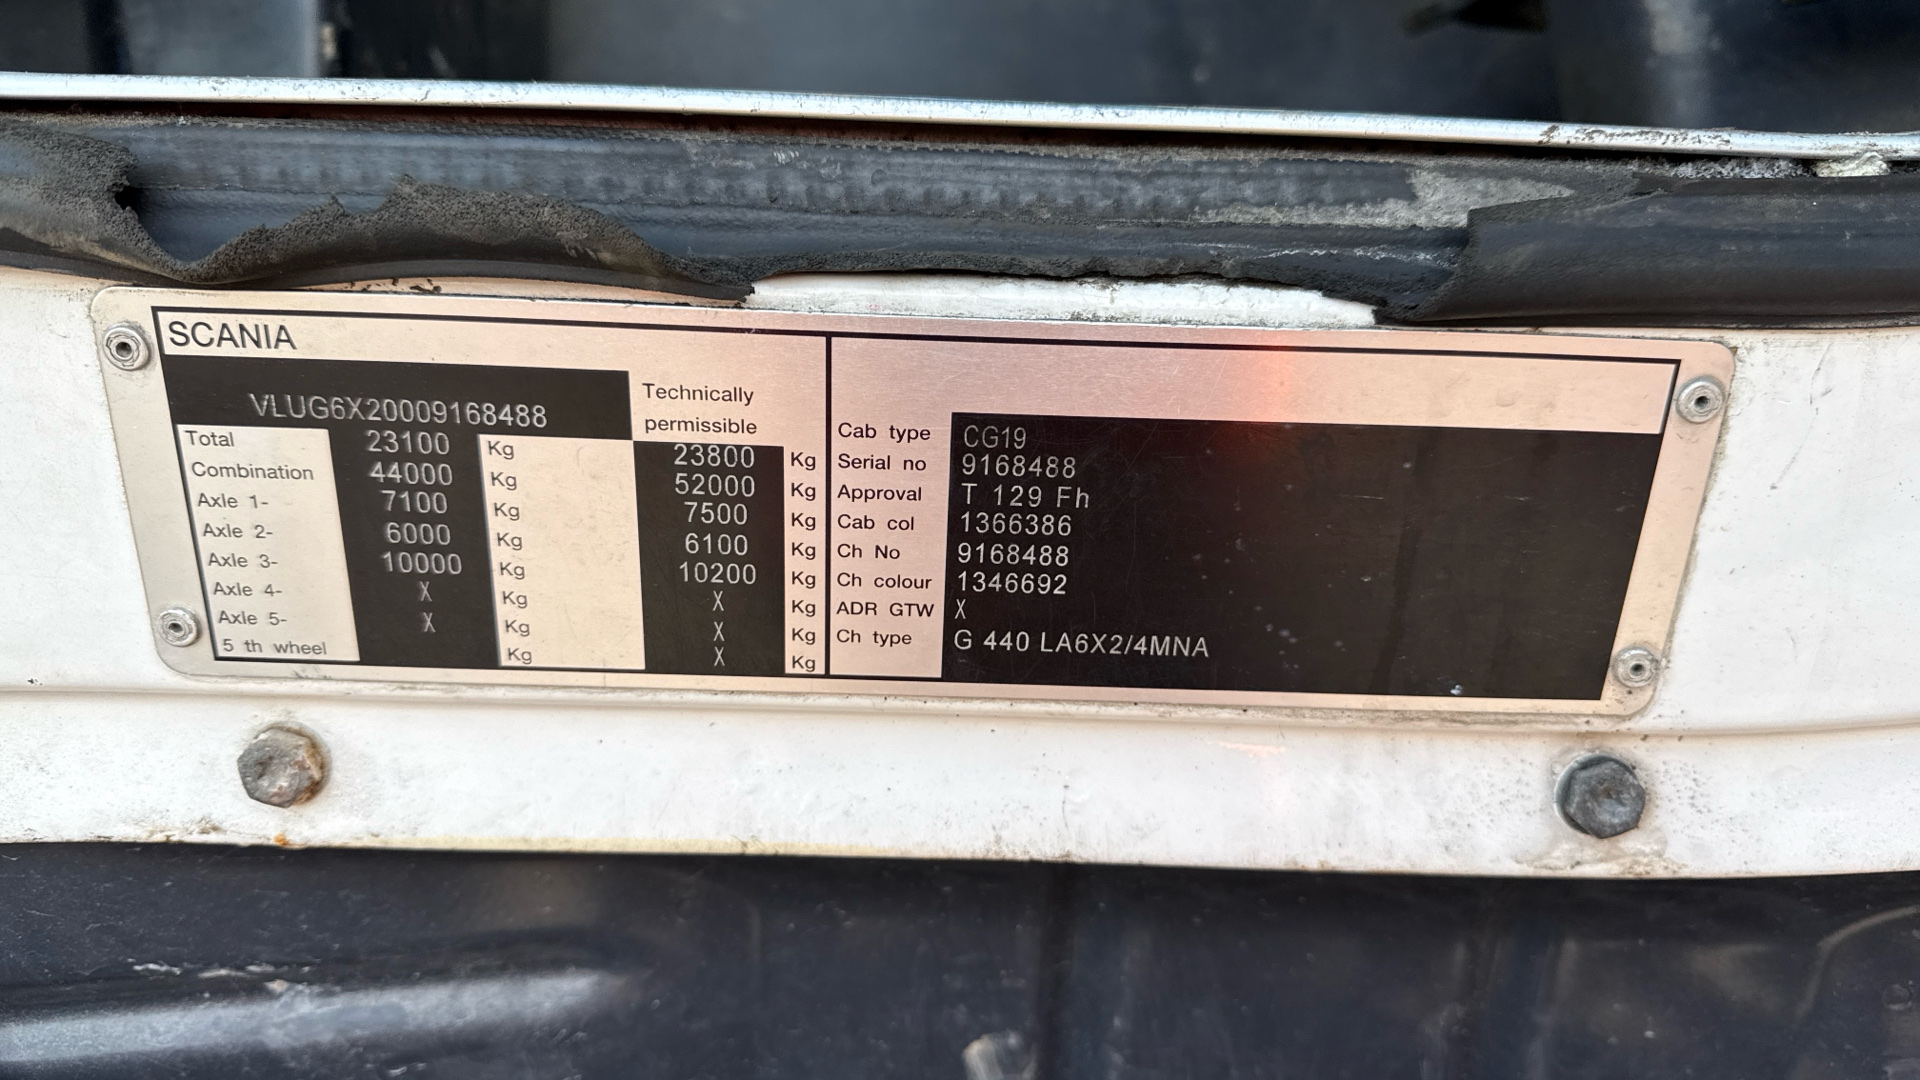 SCANIA
VLUG6X20009168488
Technically
permissible
Total 23100 Kg 23800 Kg
Combination 44000 Kg 52000 Kg
Axle 1- 7100 Kg 7500 Kg
Axle 2- 6000 Kg 6100 Kg
Axle 3- 10000 Kg 10200 Kg
Axle 4- X Kg X Kg
Axle 5- X Kg X Kg
5 th wheel Kg X Kg
Cab type CG19
Serial no 9168488
Approval T 129 Fh
Cab col 1366386
Ch No 9168488
Ch colour 1346692
ADR GTW X
Ch type G 440 LA6X2/4MNA